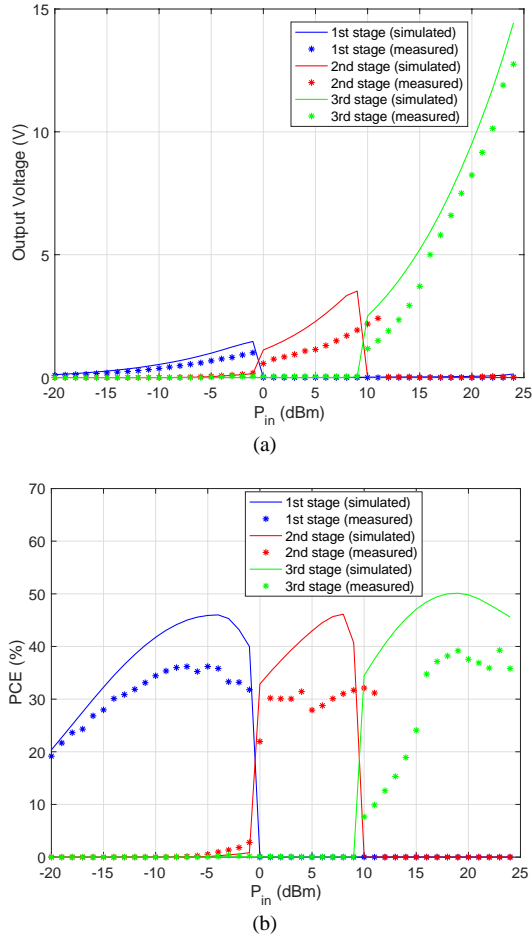 15
10
5
0
Output Voltage (V)
1st stage (simulated)
1st stage (measured)
2nd stage (simulated)
2nd stage (measured)
3rd stage (simulated)
3rd stage (measured)
-20 -15 -10 -5 0 5 10 15 20 25
P_in (dBm)
(a)
70
60
50
40
30
20
10
0
PCE (%)
1st stage (simulated)
1st stage (measured)
2nd stage (simulated)
2nd stage (measured)
3rd stage (simulated)
3rd stage (measured)
-20 -15 -10 -5 0 5 10 15 20 25
P_in (dBm)
(b)